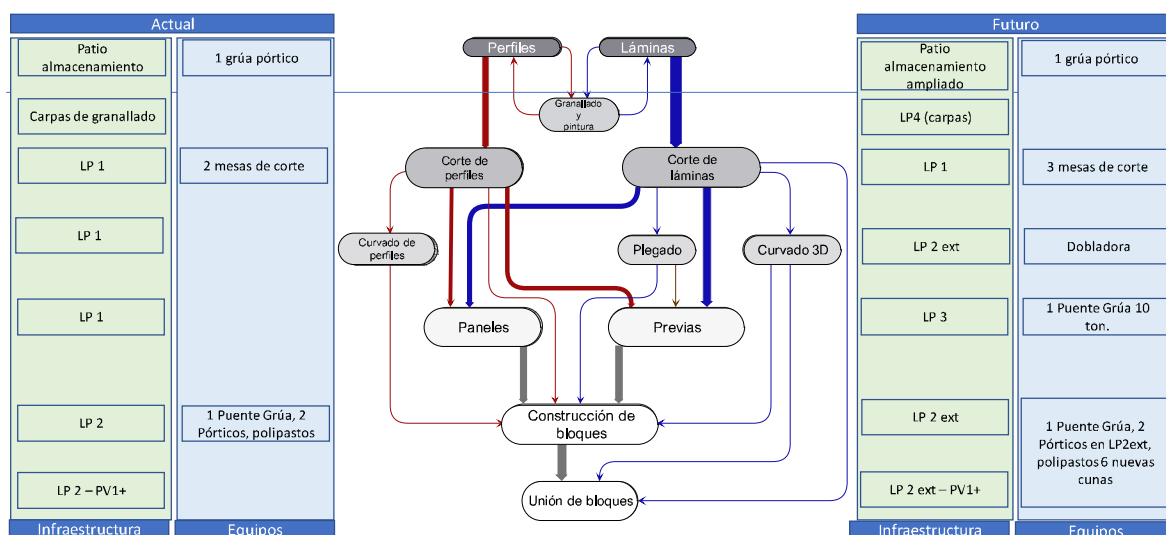 Actual
Patio
almacenamiento
1 grúa pórtico
Carpas de granallado
LP 1
2 mesas de corte
LP 1
LP 1
LP 2
1 Puente Grúa, 2
Pórticos, polipastos
LP 2 – PV1+
Infraestructura
Equipos
Perfiles
Láminas
Granallado
y
pintura
Corte de
perfiles
Corte de
láminas
Curvado de
perfiles
Plegado
Curvado 3D
Paneles
Previas
Construcción de
bloques
Unión de bloques
Futuro
Patio
almacenamiento
ampliado
1 grúa pórtico
LP4 (carpas)
LP 1
3 mesas de corte
LP 2 ext
Dobladora
LP 3
1 Puente Grúa 10
ton.
LP 2 ext
1 Puente Grúa, 2
Pórticos en LP2ext,
polipastos 6 nuevas
cunas
LP 2 ext – PV1+
Infraestructura
Equipos